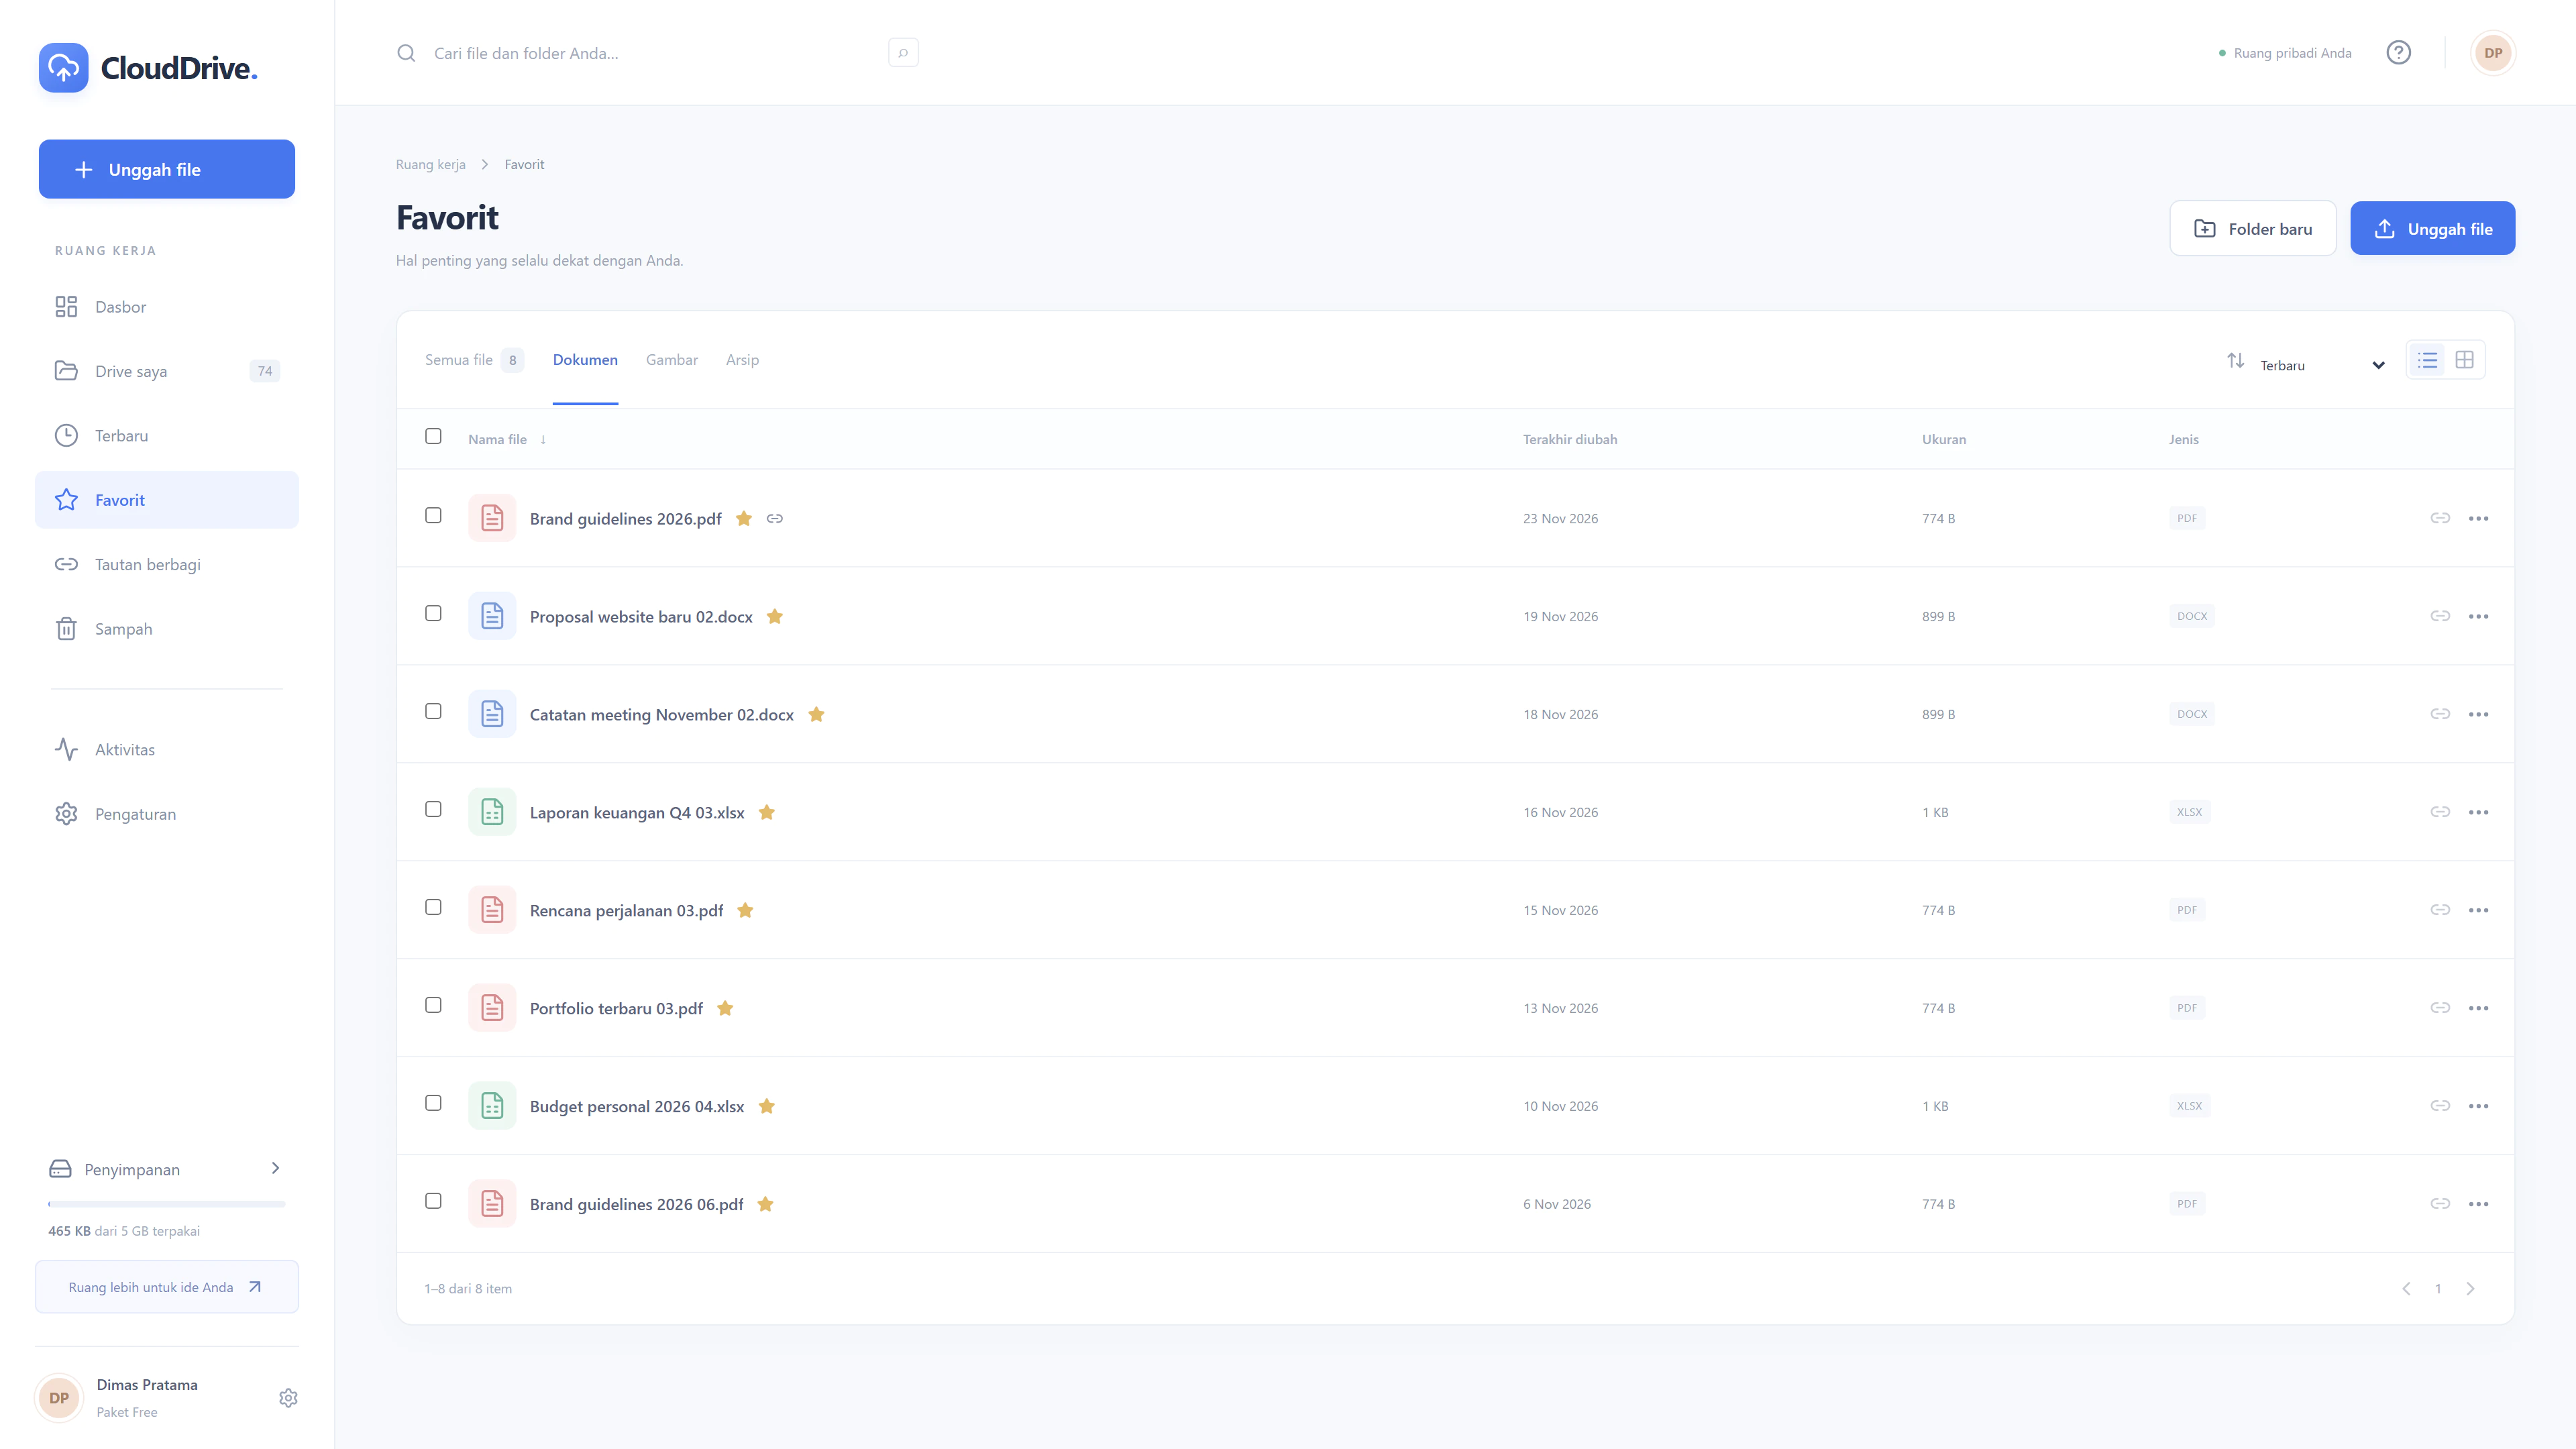 CloudDrive.
Unggah file
RUANG KERJA
Dasbor
Drive saya 74
Terbaru
Favorit
Tautan berbagi
Sampah
Aktivitas
Pengaturan
Penyimpanan
465 KB dari 5 GB terpakai
Ruang lebih untuk ide Anda
DP Dimas Pratama
Paket Free
Cari file dan folder Anda...
Ruang pribadi Anda
DP
Ruang kerja Favorit
Favorit
Hal penting yang selalu dekat dengan Anda.
Folder baru
Unggah file
Semua file 8 Dokumen Gambar Arsip
Terbaru
Nama file ↓ Terakhir diubah Ukuran Jenis
Brand guidelines 2026.pdf 23 Nov 2026 774 B PDF
Proposal website baru 02.docx 19 Nov 2026 899 B DOCX
Catatan meeting November 02.docx 18 Nov 2026 899 B DOCX
Laporan keuangan Q4 03.xlsx 16 Nov 2026 1 KB XLSX
Rencana perjalanan 03.pdf 15 Nov 2026 774 B PDF
Portfolio terbaru 03.pdf 13 Nov 2026 774 B PDF
Budget personal 2026 04.xlsx 10 Nov 2026 1 KB XLSX
Brand guidelines 2026 06.pdf 6 Nov 2026 774 B PDF
1–8 dari 8 item
1